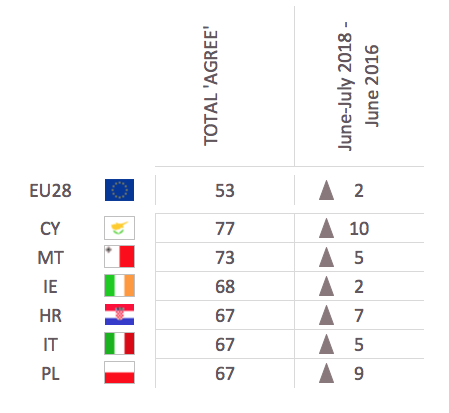 TOTAL 'AGREE'
June-July 2018 -
June 2016
EU28 53 ▲ 2
CY 77 ▲ 10
MT 73 ▲ 5
IE 68 ▲ 2
HR 67 ▲ 7
IT 67 ▲ 5
PL 67 ▲ 9